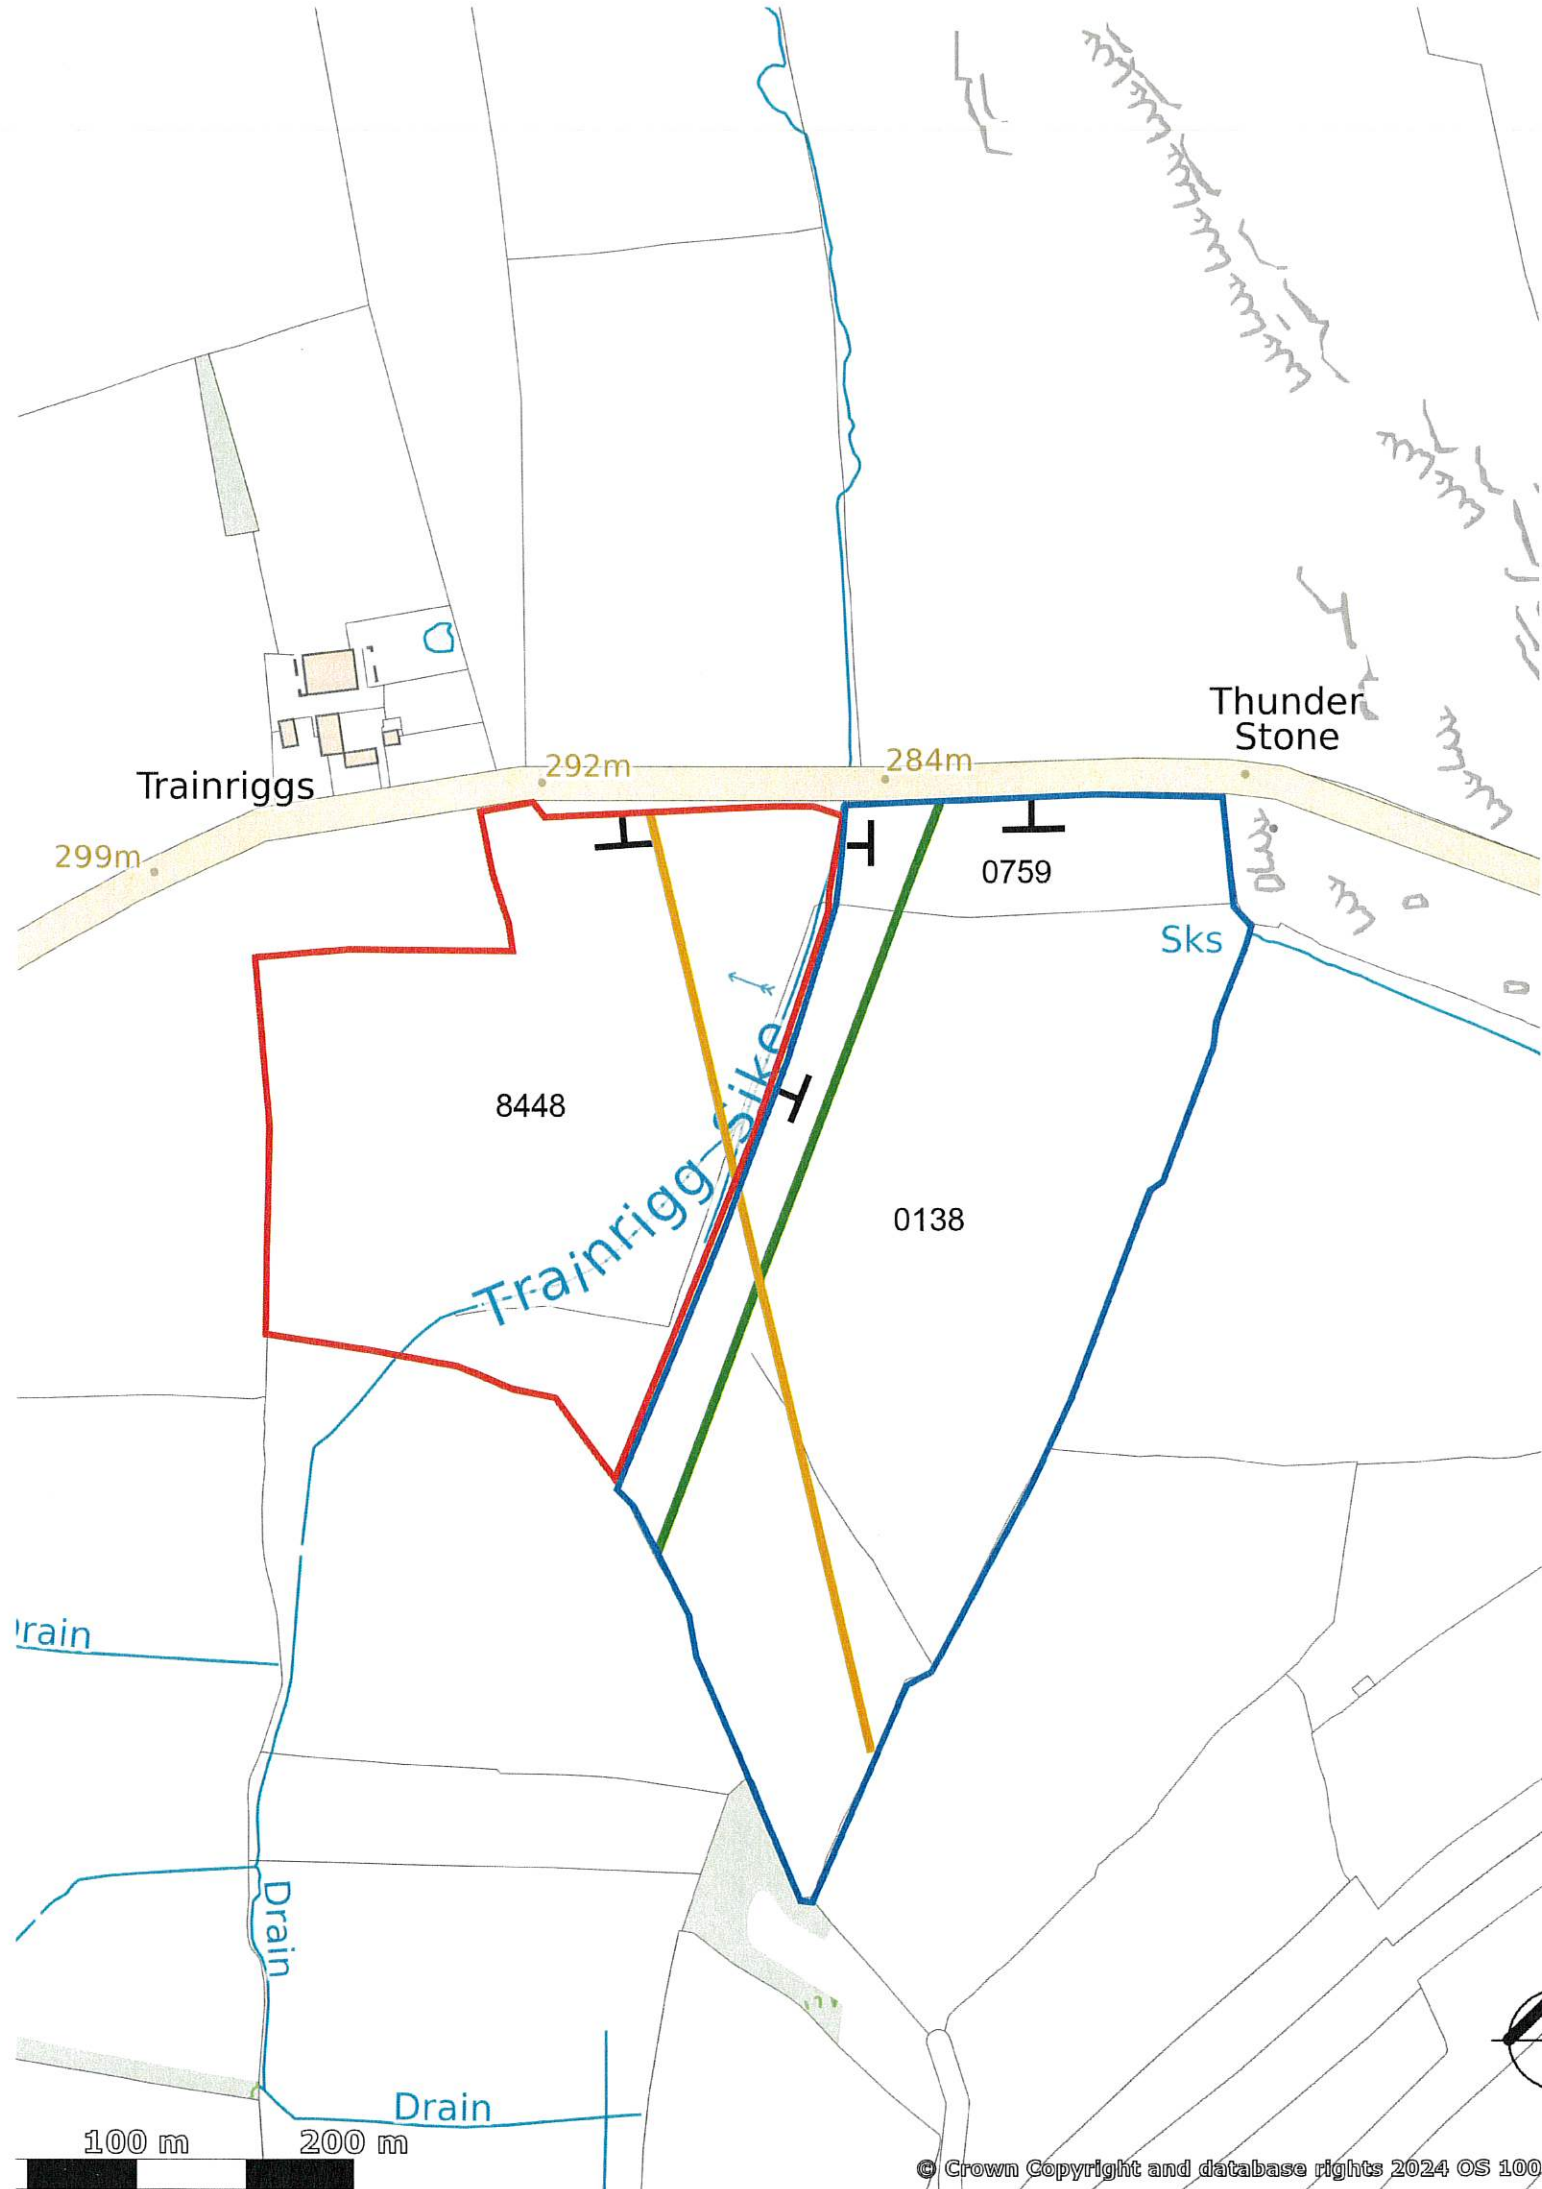 Thunder
Stone
292m
284m
Trainriggs
299m
0759
Sks
8448
Trainrigg Sike
0138
Drain
Drain
100 m 200 m
© Crown Copyright and database rights 2024 OS 100